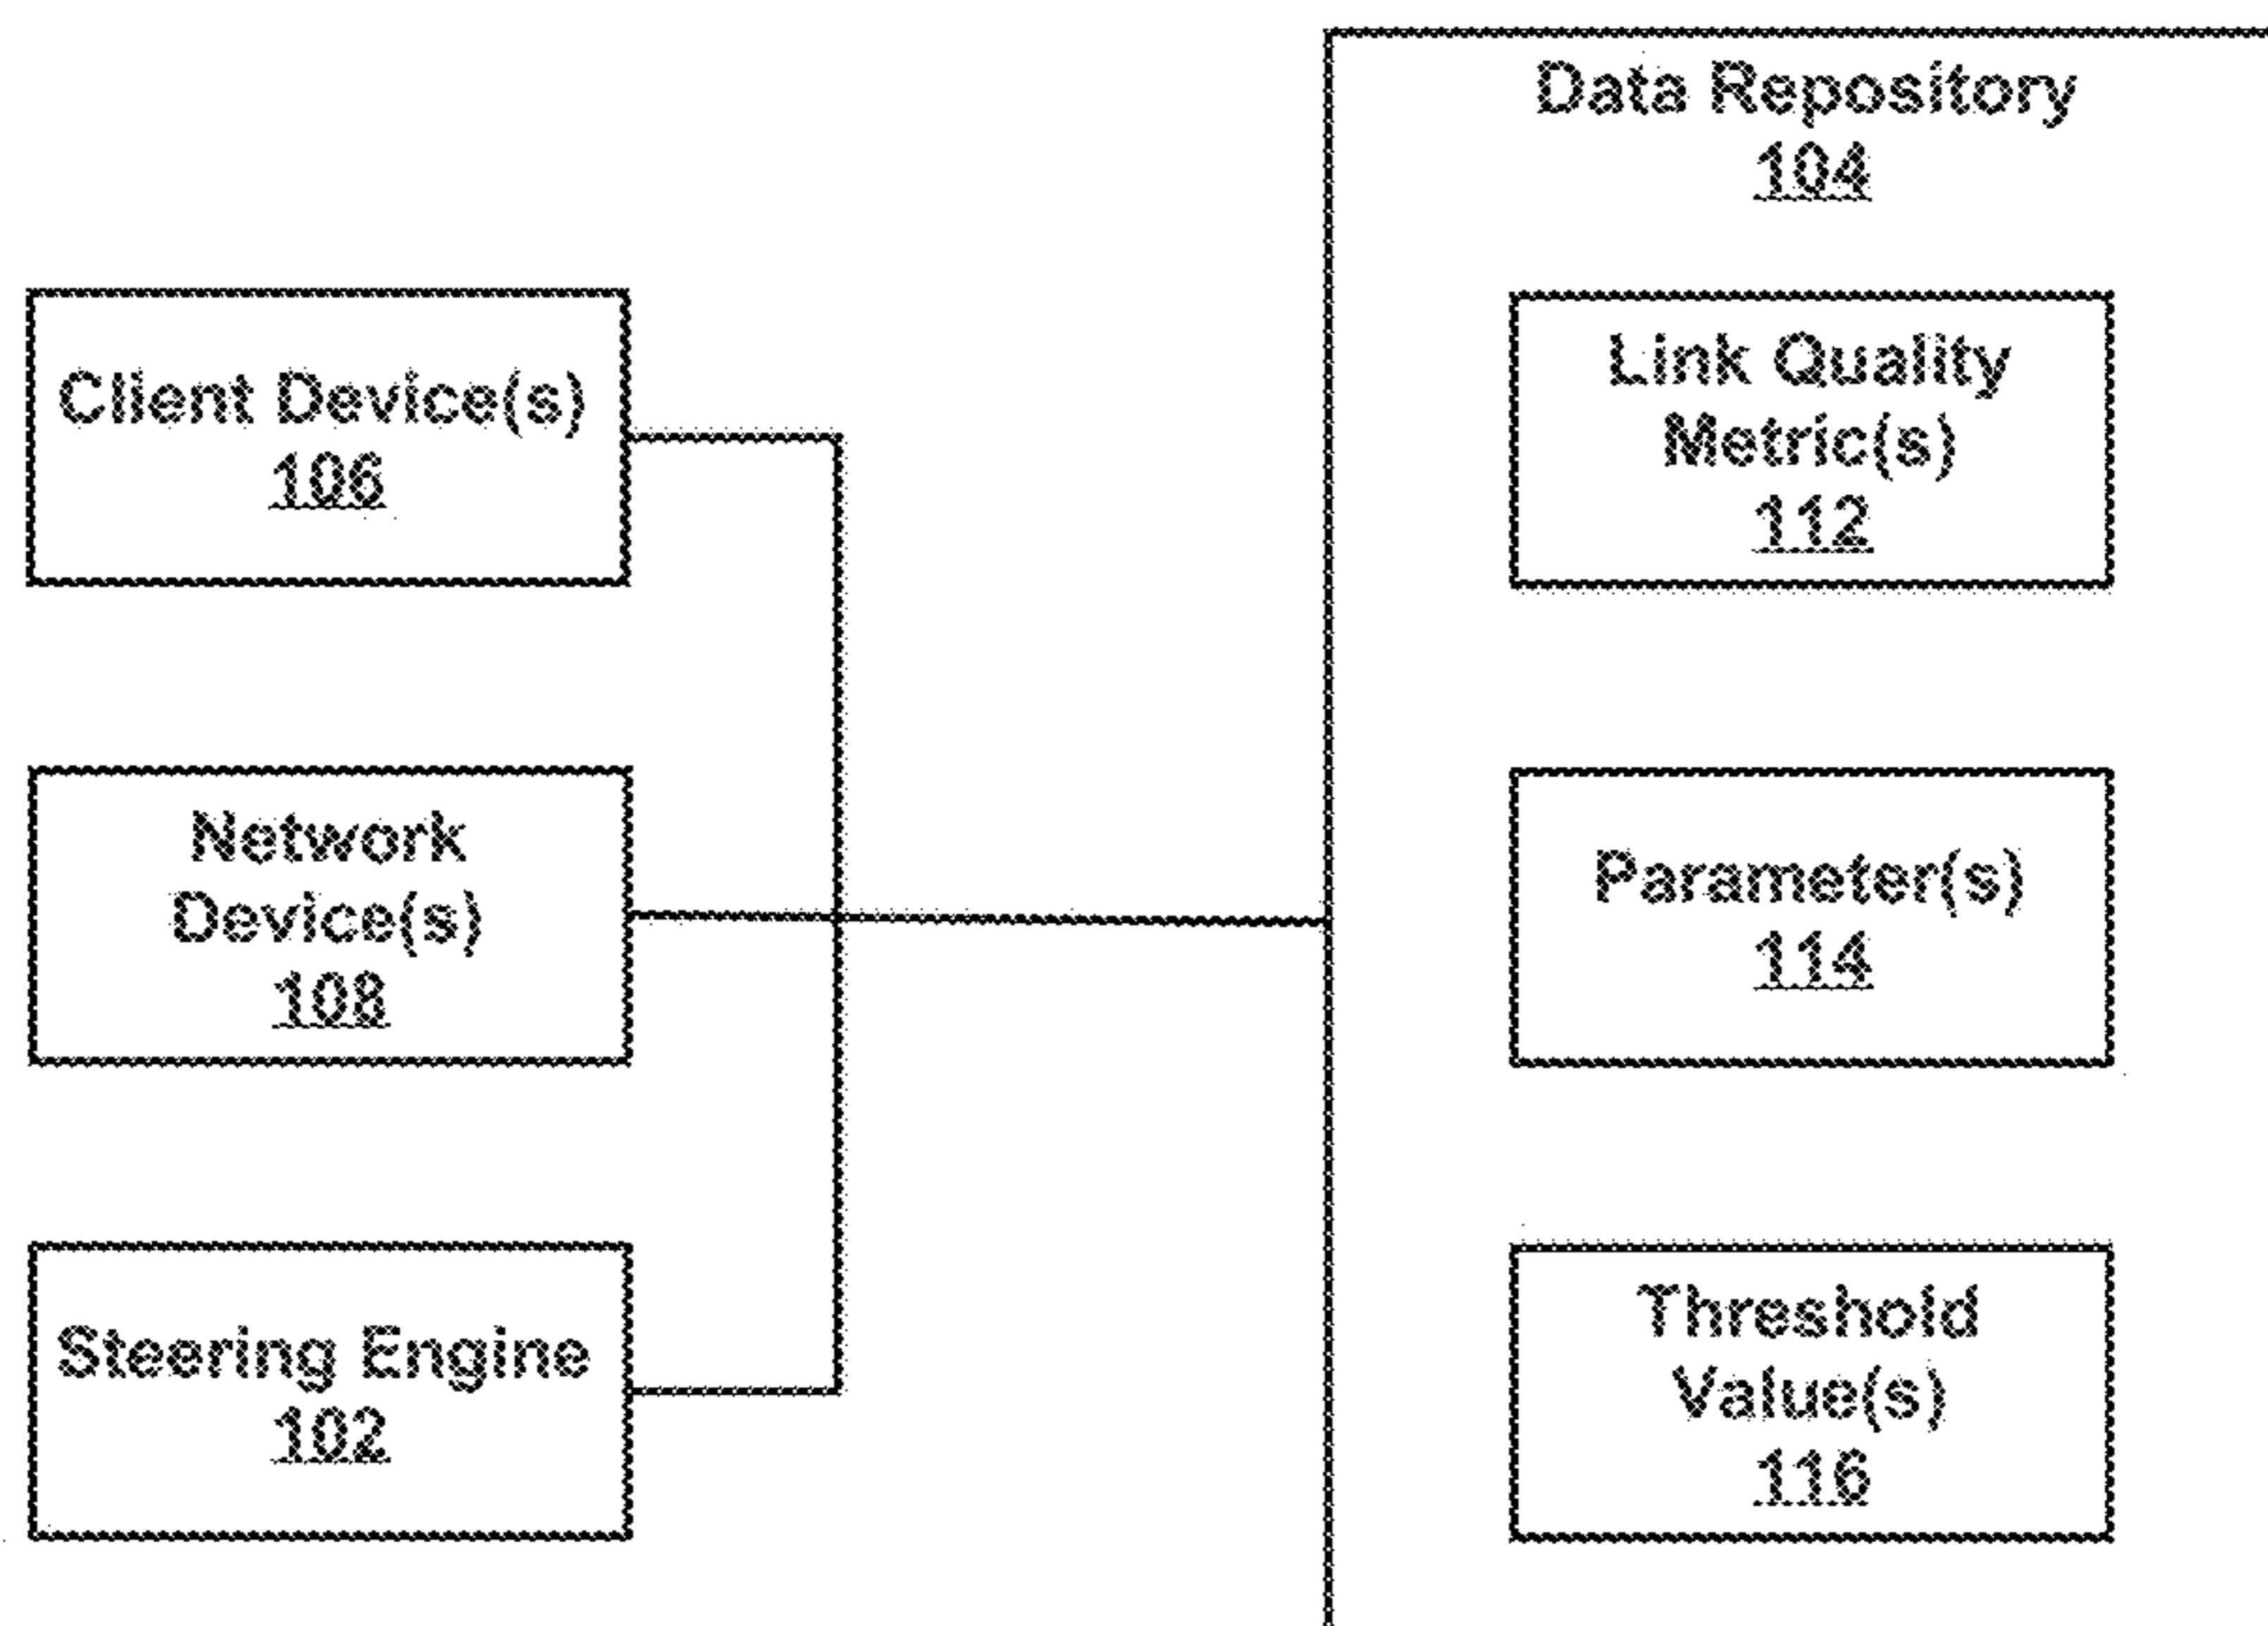 Data Repository
104
Client Device(s)
106
Link Quality
Metric(s)
112
Network
Device(s)
108
Parameter(s)
114
Steering Engine
102
Threshold
Value(s)
116